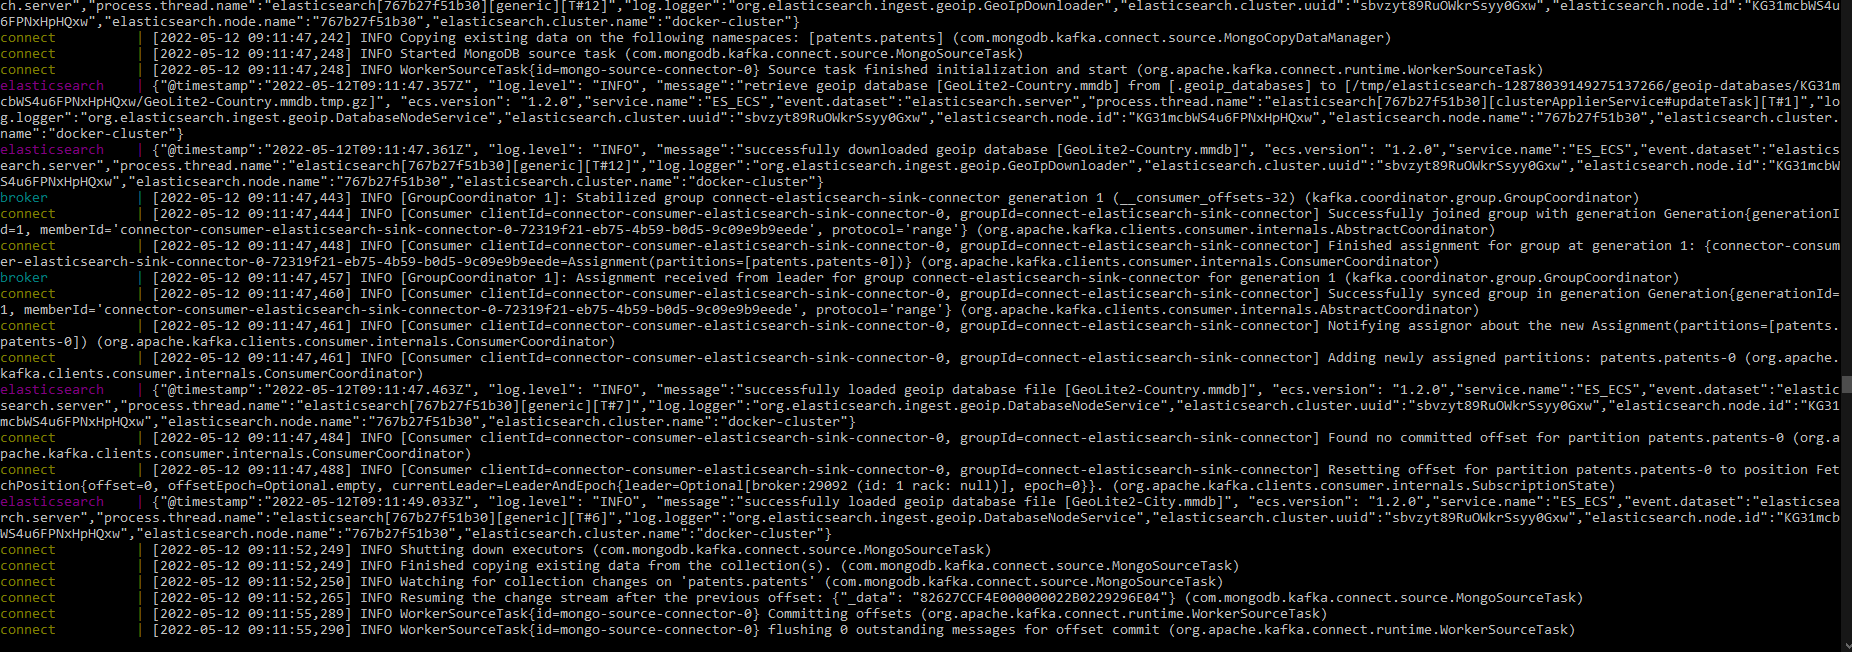 ch.server","process.thread.name":"elasticsearch[767b27f51b30][generic][T#12]","log.logger":"org.elasticsearch.ingest.geoip.GeoIpDownloader","elasticsearch.cluster.uuid":"sbvzyt89RuOWkrSsyy0Gxw","elasticsearch.node.id":"KG31mcbWS4u
6FPNxHpHQxw","elasticsearch.node.name":"767b27f51b30","elasticsearch.cluster.name":"docker-cluster"}
connect | [2022-05-12 09:11:47,242] INFO Copying existing data on the following namespaces: [patents.patents] (com.mongodb.kafka.connect.source.MongoCopyDataManager)
connect | [2022-05-12 09:11:47,248] INFO Started MongoDB source task (com.mongodb.kafka.connect.source.MongoSourceTask)
connect | [2022-05-12 09:11:47,248] INFO WorkerSourceTask{id=mongo-source-connector-0} Source task finished initialization and start (org.apache.kafka.connect.runtime.WorkerSourceTask)
elasticsearch | {"@timestamp":"2022-05-12T09:11:47.357Z", "log.level": "INFO", "message":"retrieve geoip database [GeoLite2-Country.mmdb] from [.geoip_databases] to [/tmp/elasticsearch-12878039149275137266/geoip-databases/KG31m
cbWS4u6FPNxHpHQxw/GeoLite2-Country.mmdb.tmp.gz]", "ecs.version": "1.2.0","service.name":"ES_ECS","event.dataset":"elasticsearch.server","process.thread.name":"elasticsearch[767b27f51b30][clusterApplierService#updateTask][T#1]","lo
g.logger":"org.elasticsearch.ingest.geoip.DatabaseNodeService","elasticsearch.cluster.uuid":"sbvzyt89RuOWkrSsyy0Gxw","elasticsearch.node.id":"KG31mcbWS4u6FPNxHpHQxw","elasticsearch.node.name":"767b27f51b30","elasticsearch.cluster.
name":"docker-cluster"}
elasticsearch | {"@timestamp":"2022-05-12T09:11:47.361Z", "log.level": "INFO", "message":"successfully downloaded geoip database [GeoLite2-Country.mmdb]", "ecs.version": "1.2.0","service.name":"ES_ECS","event.dataset":"elastics
earch.server","process.thread.name":"elasticsearch[767b27f51b30][generic][T#12]","log.logger":"org.elasticsearch.ingest.geoip.GeoIpDownloader","elasticsearch.cluster.uuid":"sbvzyt89RuOWkrSsyy0Gxw","elasticsearch.node.id":"KG31mcbW
S4u6FPNxHpHQxw","elasticsearch.node.name":"767b27f51b30","elasticsearch.cluster.name":"docker-cluster"}
broker | [2022-05-12 09:11:47,443] INFO [GroupCoordinator 1]: Stabilized group connect-elasticsearch-sink-connector generation 1 (__consumer_offsets-32) (kafka.coordinator.group.GroupCoordinator)
connect | [2022-05-12 09:11:47,444] INFO [Consumer clientId=connector-consumer-elasticsearch-sink-connector-0, groupId=connect-elasticsearch-sink-connector] Successfully joined group with generation Generation{generationI
d=1, memberId='connector-consumer-elasticsearch-sink-connector-0-72319f21-eb75-4b59-b0d5-9c09e9b9eede', protocol='range'} (org.apache.kafka.clients.consumer.internals.AbstractCoordinator)
connect | [2022-05-12 09:11:47,448] INFO [Consumer clientId=connector-consumer-elasticsearch-sink-connector-0, groupId=connect-elasticsearch-sink-connector] Finished assignment for group at generation 1: {connector-consum
er-elasticsearch-sink-connector-0-72319f21-eb75-4b59-b0d5-9c09e9b9eede=Assignment(partitions=[patents.patents-0])} (org.apache.kafka.clients.consumer.internals.ConsumerCoordinator)
broker | [2022-05-12 09:11:47,457] INFO [GroupCoordinator 1]: Assignment received from leader for group connect-elasticsearch-sink-connector for generation 1 (kafka.coordinator.group.GroupCoordinator)
connect | [2022-05-12 09:11:47,460] INFO [Consumer clientId=connector-consumer-elasticsearch-sink-connector-0, groupId=connect-elasticsearch-sink-connector] Successfully synced group in generation Generation{generationId=
1, memberId='connector-consumer-elasticsearch-sink-connector-0-72319f21-eb75-4b59-b0d5-9c09e9b9eede', protocol='range'} (org.apache.kafka.clients.consumer.internals.AbstractCoordinator)
connect | [2022-05-12 09:11:47,461] INFO [Consumer clientId=connector-consumer-elasticsearch-sink-connector-0, groupId=connect-elasticsearch-sink-connector] Notifying assignor about the new Assignment(partitions=[patents.
patents-0]) (org.apache.kafka.clients.consumer.internals.ConsumerCoordinator)
connect | [2022-05-12 09:11:47,461] INFO [Consumer clientId=connector-consumer-elasticsearch-sink-connector-0, groupId=connect-elasticsearch-sink-connector] Adding newly assigned partitions: patents.patents-0 (org.apache.
kafka.clients.consumer.internals.ConsumerCoordinator)
elasticsearch | {"@timestamp":"2022-05-12T09:11:47.463Z", "log.level": "INFO", "message":"successfully loaded geoip database file [GeoLite2-Country.mmdb]", "ecs.version": "1.2.0","service.name":"ES_ECS","event.dataset":"elastic
search.server","process.thread.name":"elasticsearch[767b27f51b30][generic][T#7]","log.logger":"org.elasticsearch.ingest.geoip.DatabaseNodeService","elasticsearch.cluster.uuid":"sbvzyt89RuOWkrSsyy0Gxw","elasticsearch.node.id":"KG31
mcbWS4u6FPNxHpHQxw","elasticsearch.node.name":"767b27f51b30","elasticsearch.cluster.name":"docker-cluster"}
connect | [2022-05-12 09:11:47,484] INFO [Consumer clientId=connector-consumer-elasticsearch-sink-connector-0, groupId=connect-elasticsearch-sink-connector] Found no committed offset for partition patents.patents-0 (org.a
pache.kafka.clients.consumer.internals.ConsumerCoordinator)
connect | [2022-05-12 09:11:47,488] INFO [Consumer clientId=connector-consumer-elasticsearch-sink-connector-0, groupId=connect-elasticsearch-sink-connector] Resetting offset for partition patents.patents-0 to position Fet
chPosition{offset=0, offsetEpoch=Optional.empty, currentLeader=LeaderAndEpoch{leader=Optional[broker:29092 (id: 1 rack: null)], epoch=0}}. (org.apache.kafka.clients.consumer.internals.SubscriptionState)
elasticsearch | {"@timestamp":"2022-05-12T09:11:49.033Z", "log.level": "INFO", "message":"successfully loaded geoip database file [GeoLite2-City.mmdb]", "ecs.version": "1.2.0","service.name":"ES_ECS","event.dataset":"elasticsea
rch.server","process.thread.name":"elasticsearch[767b27f51b30][generic][T#6]","log.logger":"org.elasticsearch.ingest.geoip.DatabaseNodeService","elasticsearch.cluster.uuid":"sbvzyt89RuOWkrSsyy0Gxw","elasticsearch.node.id":"KG31mcb
WS4u6FPNxHpHQxw","elasticsearch.node.name":"767b27f51b30","elasticsearch.cluster.name":"docker-cluster"}
connect | [2022-05-12 09:11:52,249] INFO Shutting down executors (com.mongodb.kafka.connect.source.MongoSourceTask)
connect | [2022-05-12 09:11:52,249] INFO Finished copying existing data from the collection(s). (com.mongodb.kafka.connect.source.MongoSourceTask)
connect | [2022-05-12 09:11:52,250] INFO Watching for collection changes on 'patents.patents' (com.mongodb.kafka.connect.source.MongoSourceTask)
connect | [2022-05-12 09:11:52,265] INFO Resuming the change stream after the previous offset: {"_data": "82627CCF4E000000022B0229296E04"} (com.mongodb.kafka.connect.source.MongoSourceTask)
connect | [2022-05-12 09:11:55,289] INFO WorkerSourceTask{id=mongo-source-connector-0} Committing offsets (org.apache.kafka.connect.runtime.WorkerSourceTask)
connect | [2022-05-12 09:11:55,290] INFO WorkerSourceTask{id=mongo-source-connector-0} flushing 0 outstanding messages for offset commit (org.apache.kafka.connect.runtime.WorkerSourceTask)